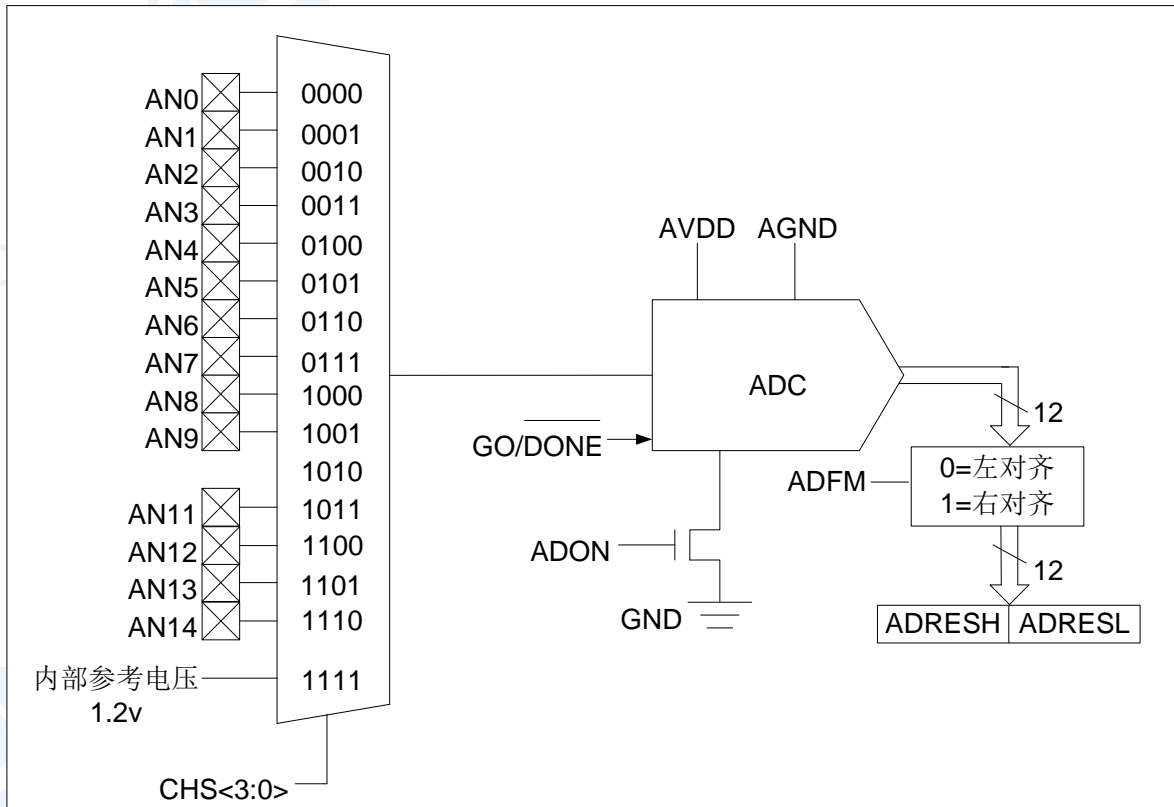 AN0
0000
AN1
0001
AN2
0010
AN3
0011
AN4
0100
AN5
0101
AN6
0110
AN7
0111
AN8
1000
AN9
1001
1010
AN11
1011
AN12
1100
AN13
1101
AN14
1110
内部参考电压
1.2v
1111
CHS<3:0>
AVDD
AGND
ADC
GO/DONE
ADON
GND
12
ADFM
0=左对齐
1=右对齐
12
ADRESH
ADRESL